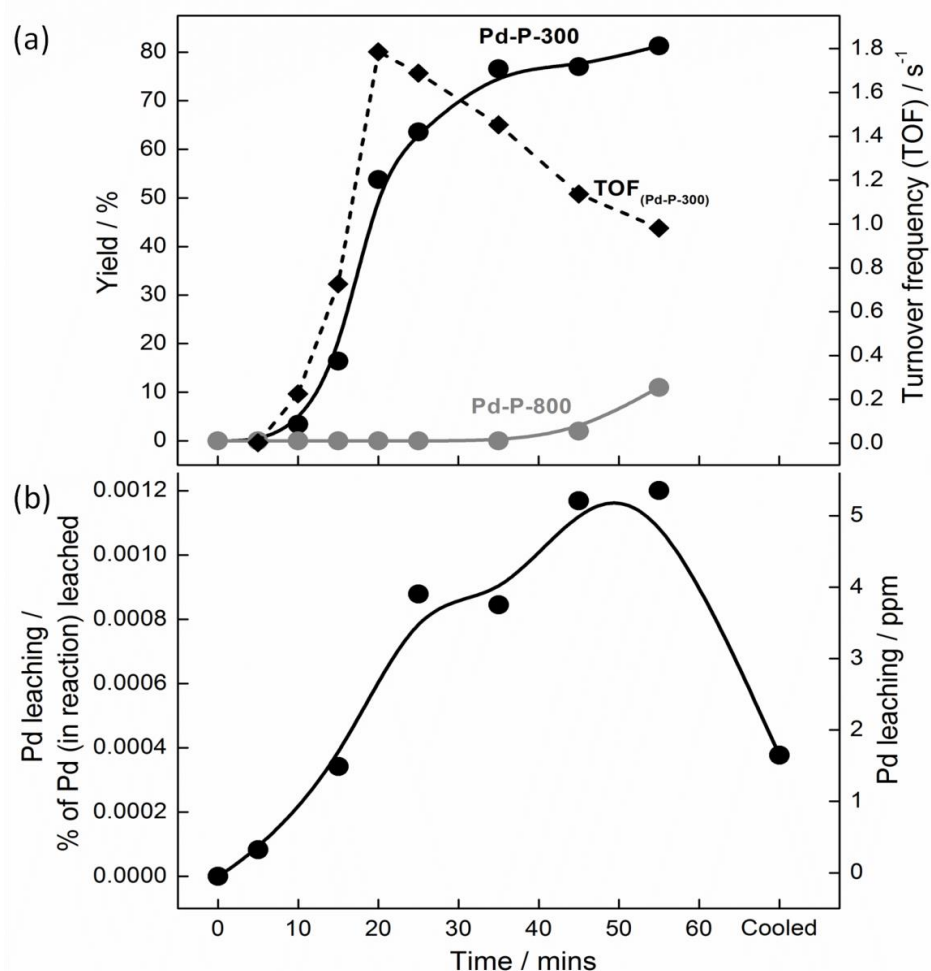 (a)
Pd-P-300
80
70
60
50
40
30
20
10
0
Yield / %
1.8
1.6
1.4
1.2
1.0
0.8
0.6
0.4
0.2
0.0
Turnover frequency (TOF) / s⁻¹
TOF(Pd-P-300)
Pd-P-800
(b)
0.0012
0.0010
0.0008
0.0006
0.0004
0.0002
0.0000
Pd leaching /
% of Pd (in reaction) leached
5
4
3
2
1
0
Pd leaching / ppm
0 10 20 30 40 50 60 Cooled
Time / mins